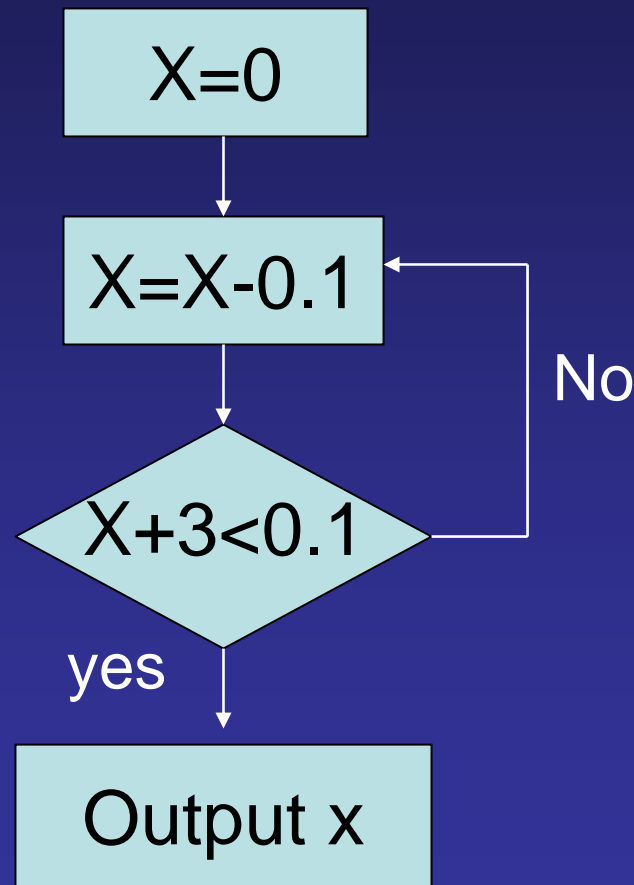 X=0
X=X-0.1
No
X+3<0.1
yes
Output x